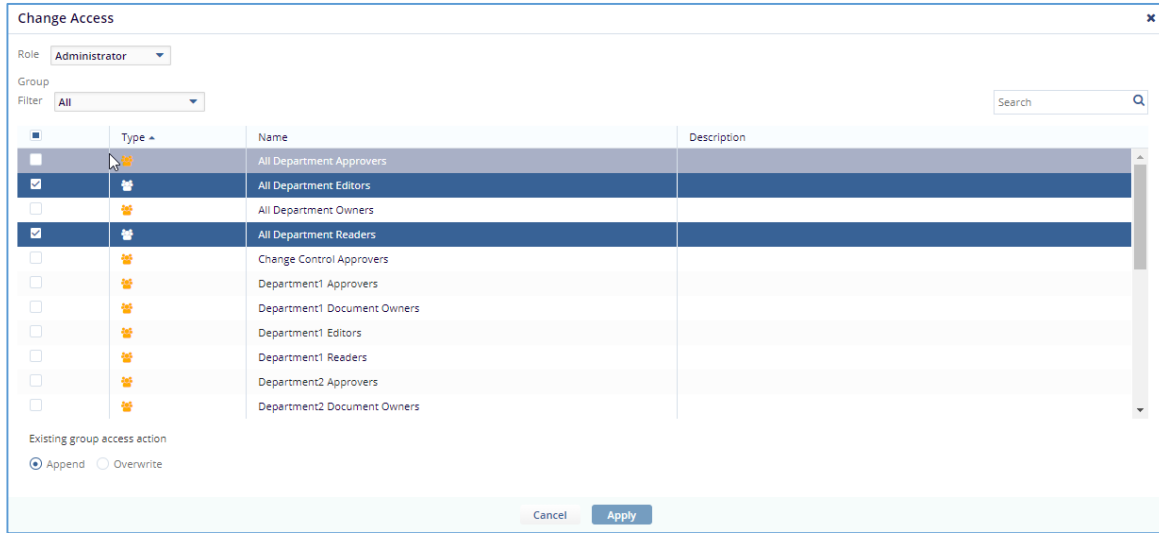 Change Access
Role Administrator
Group
Filter All Search
Type Name Description
All Department Approvers
All Department Editors
All Department Owners
All Department Readers
Change Control Approvers
Department1 Approvers
Department1 Document Owners
Department1 Editors
Department1 Readers
Department2 Approvers
Department2 Document Owners
Existing group access action
Append Overwrite
Cancel Apply